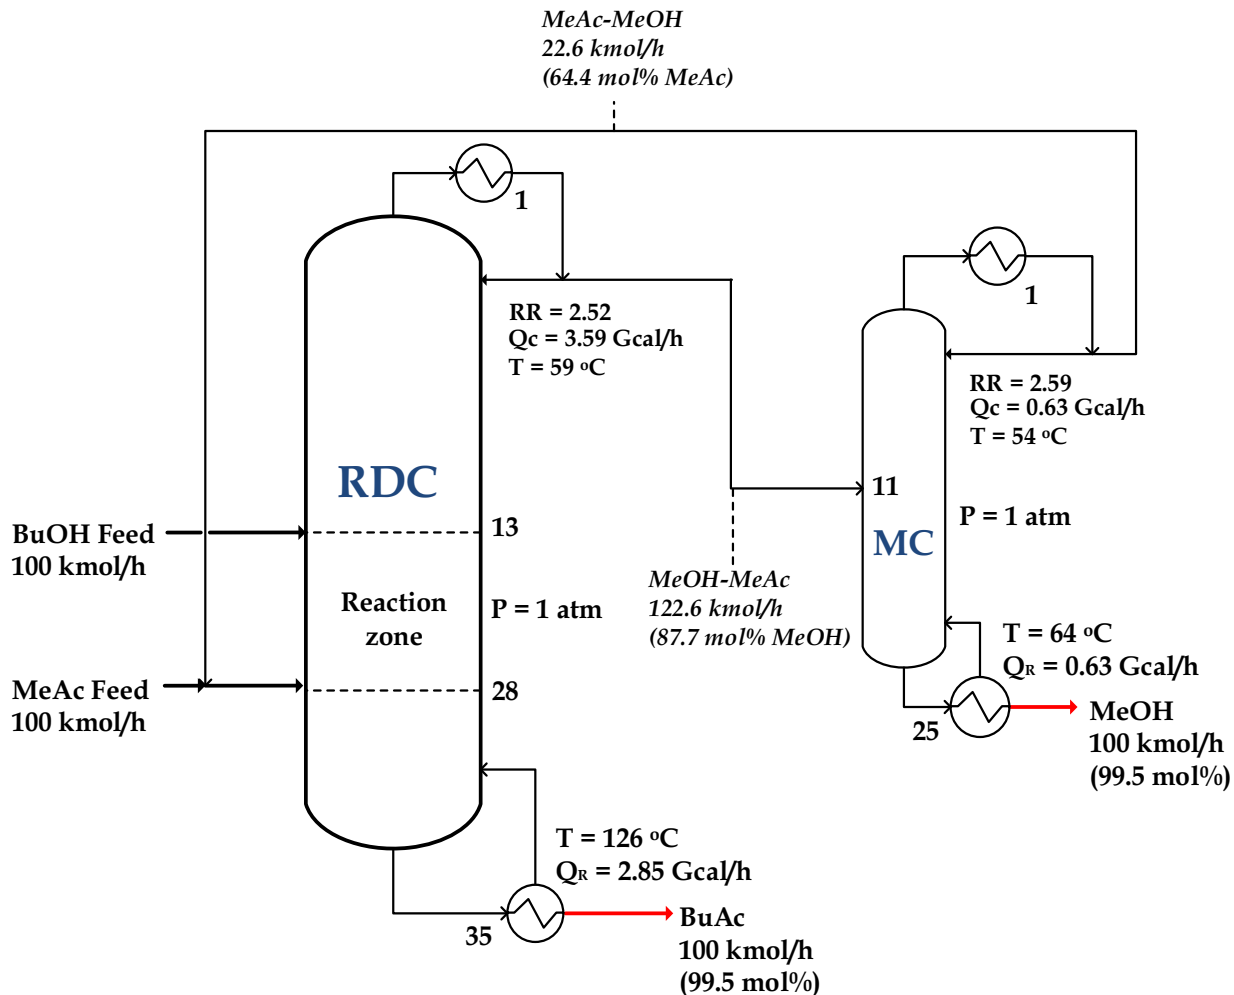 MeAc-MeOH
22.6 kmol/h
(64.4 mol% MeAc)
1
1
RR = 2.52
Qc = 3.59 Gcal/h
T = 59 ºC
RR = 2.59
Qc = 0.63 Gcal/h
T = 54 ºC
RDC
11
BuOH Feed
100 kmol/h
13
P = 1 atm
MC
MeOH-MeAc
122.6 kmol/h
(87.7 mol% MeOH)
Reaction
zone
P = 1 atm
T = 64 ºC
QR = 0.63 Gcal/h
MeAc Feed
100 kmol/h
28
25
MeOH
100 kmol/h
(99.5 mol%)
T = 126 ºC
QR = 2.85 Gcal/h
35
BuAc
100 kmol/h
(99.5 mol%)